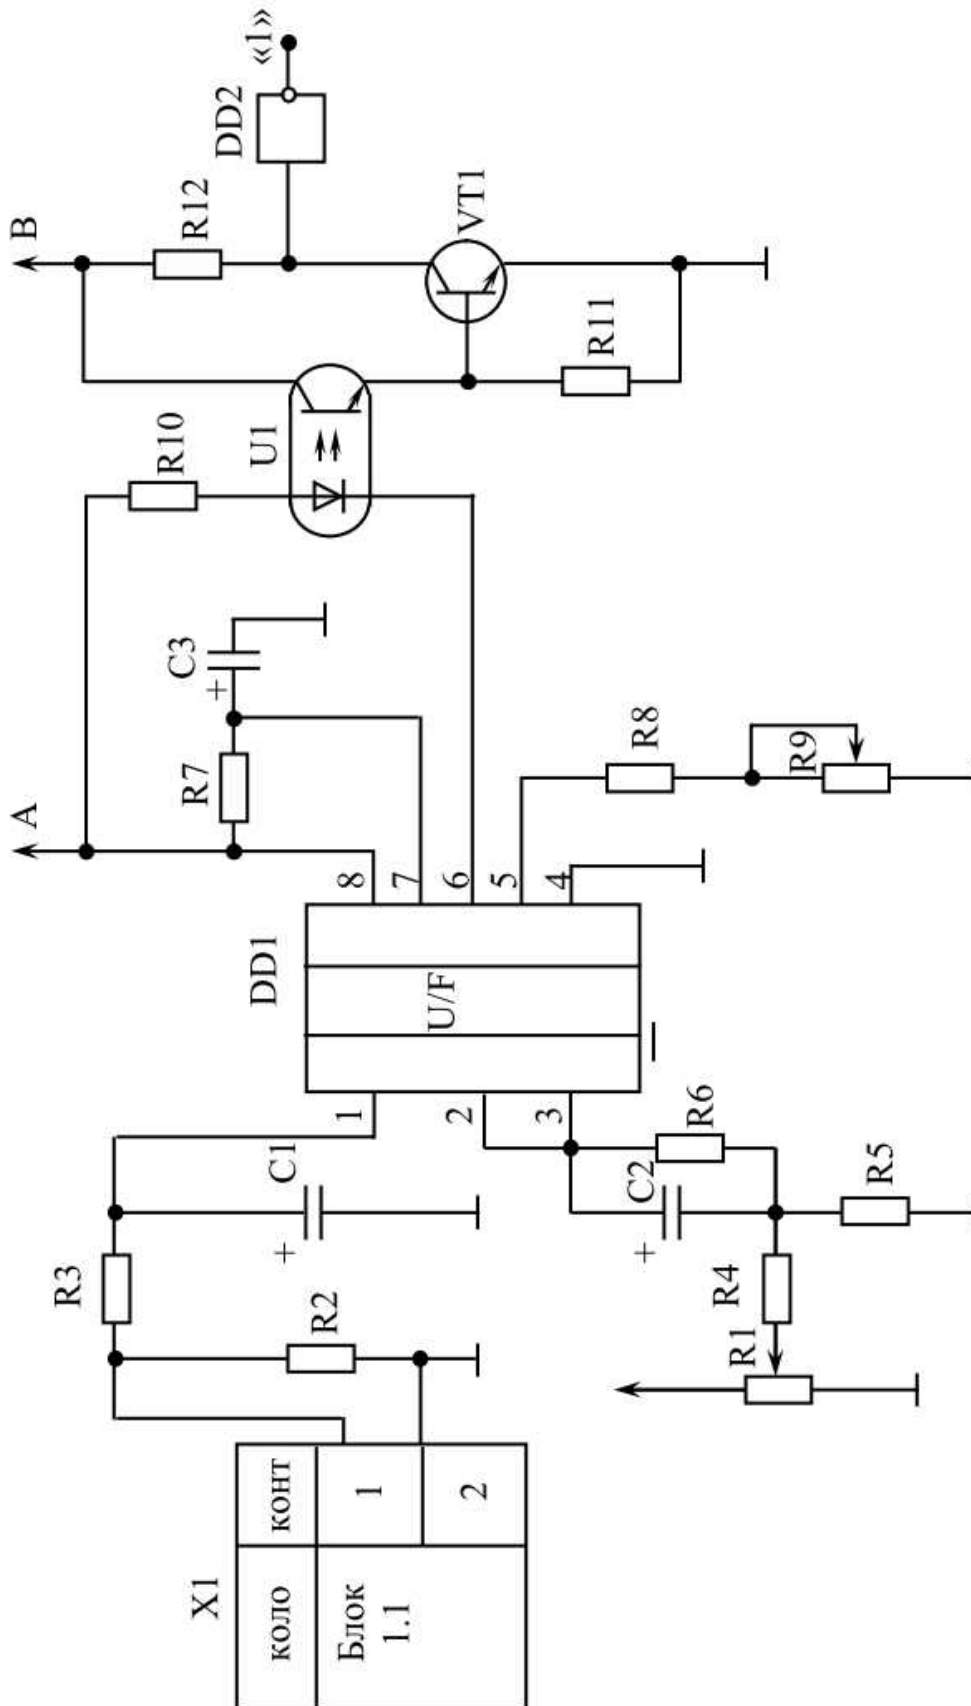 X1
коло
конт
Блок
1.1
1
2
R3
R2
C1
+
1
2
3
DD1
U/F
8
7
6
5
4
A
R7
C3
+
R10
U1
B
R12
DD2
«1»
VT1
R11
R8
R9
C2
+
R6
R5
R4
R1